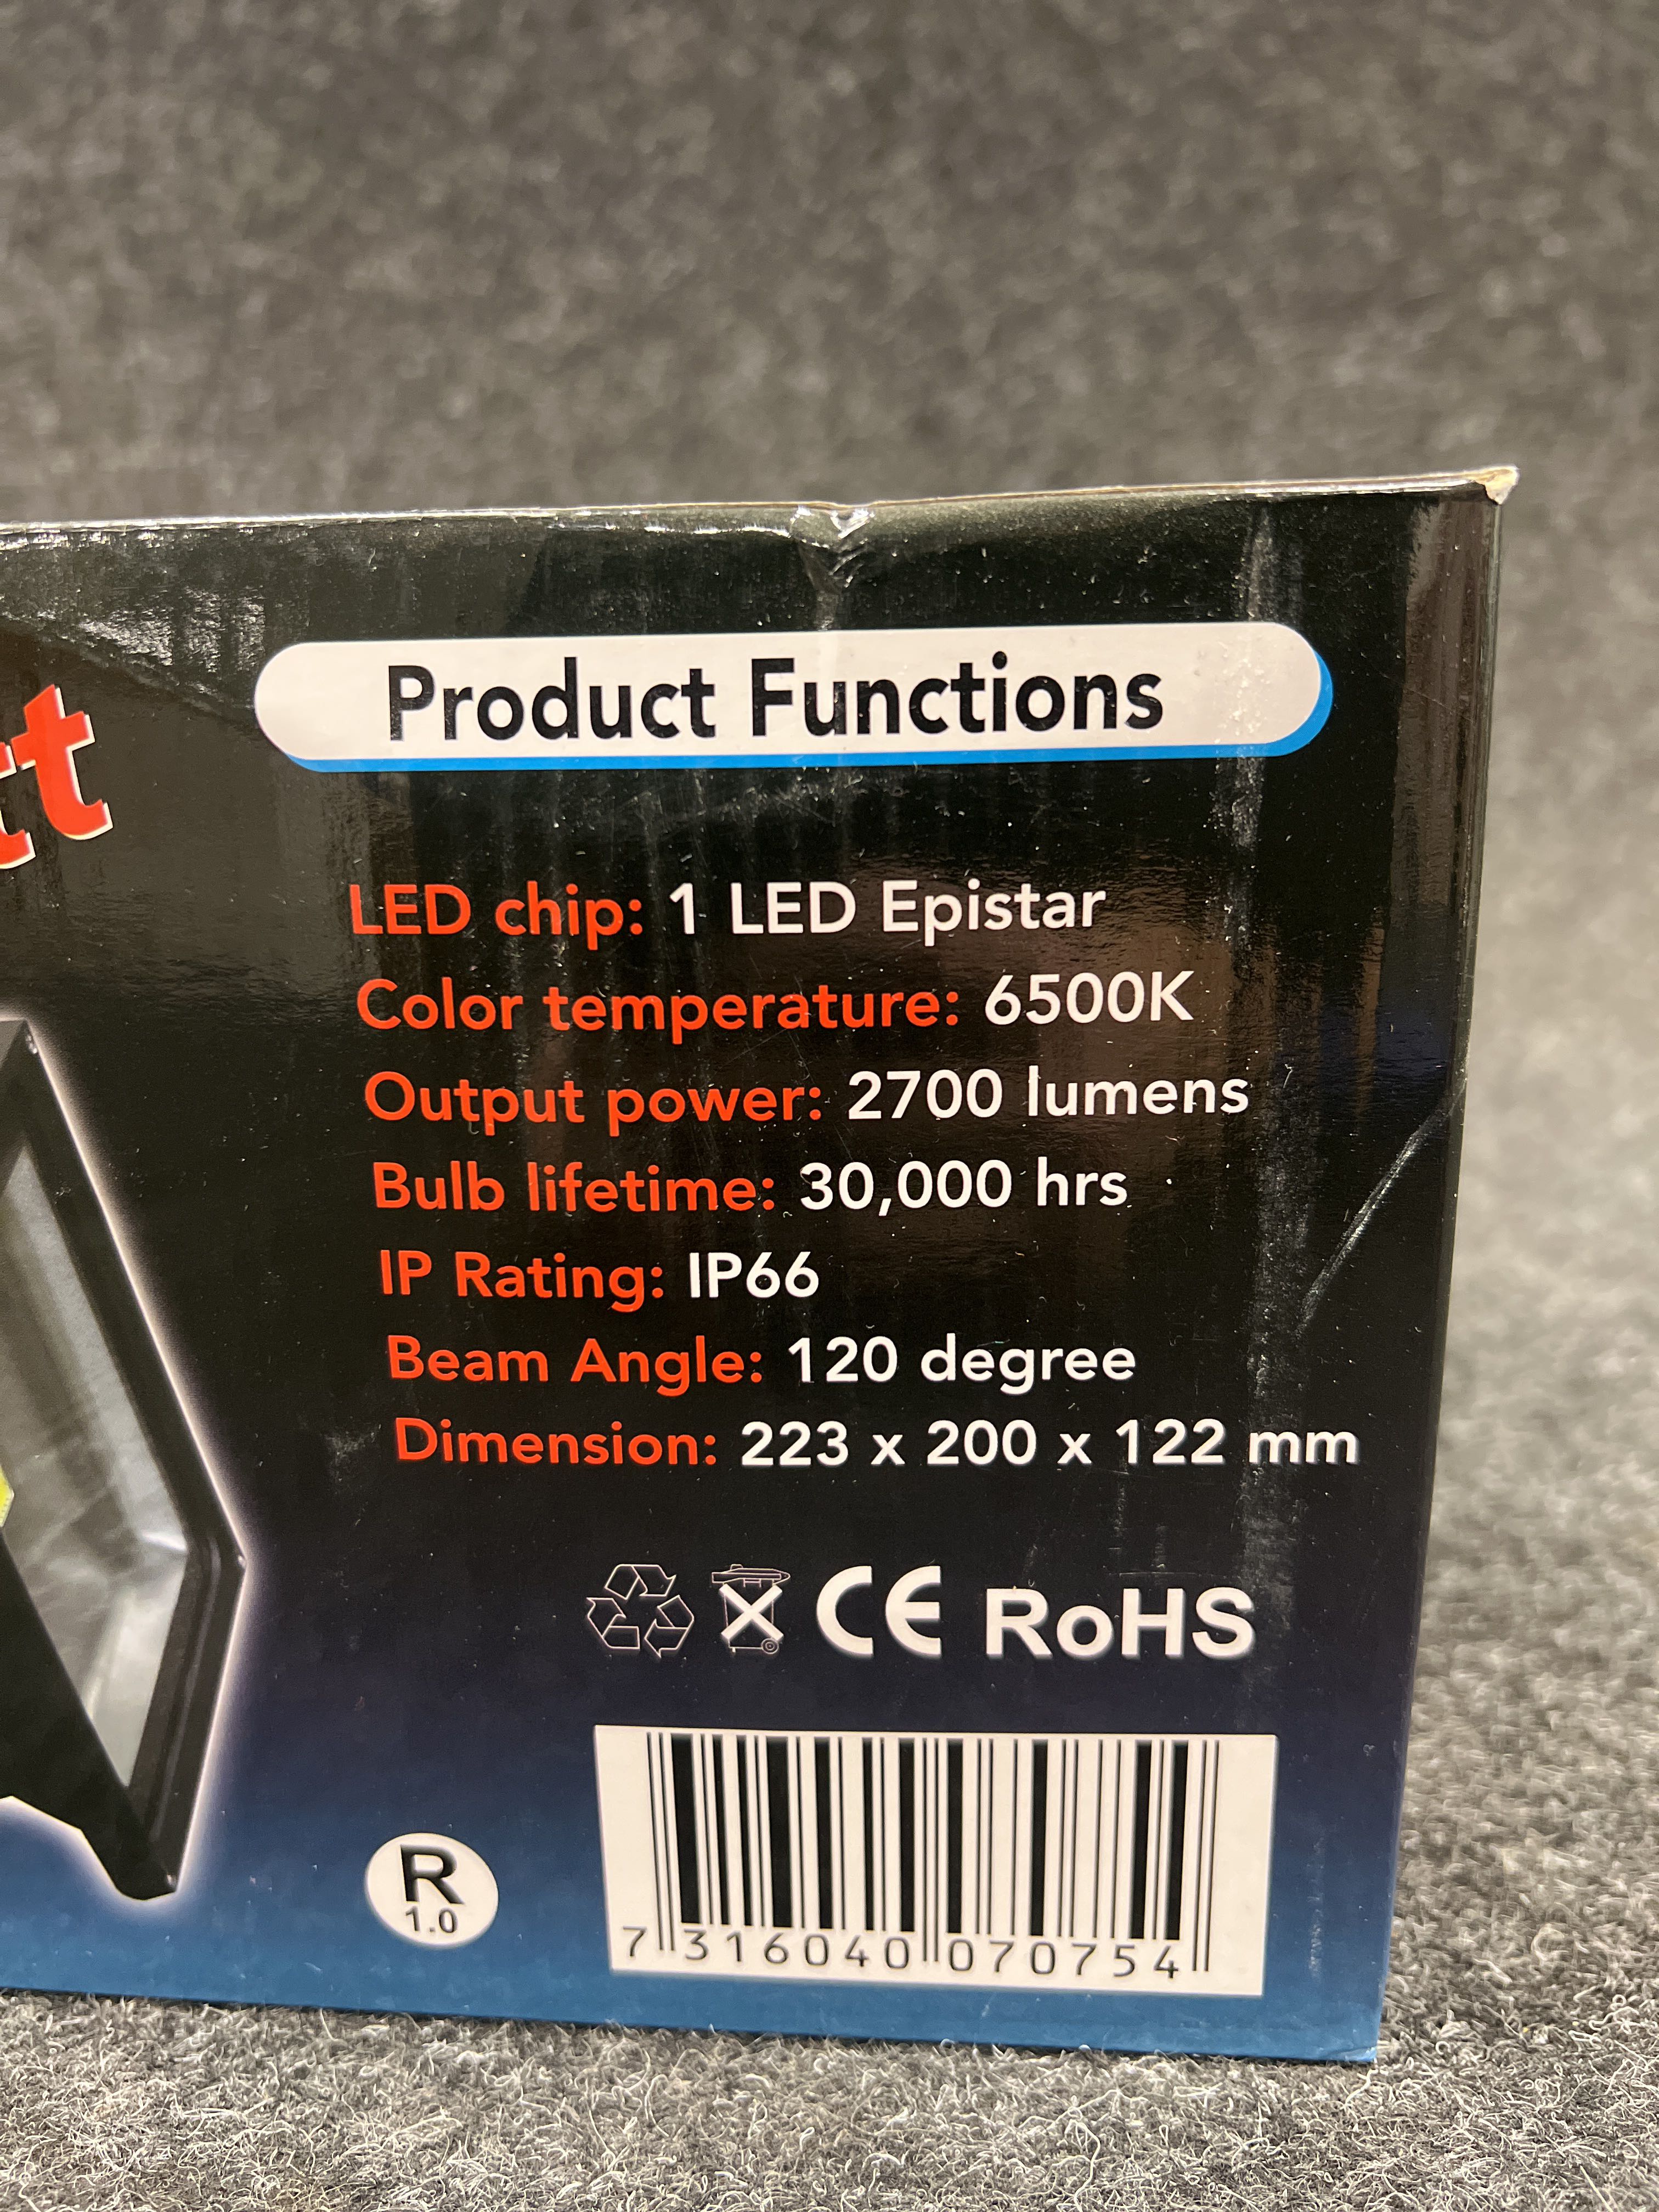 tt
Product Functions
LED chip: 1 LED Epistar
Color temperature: 6500K
Output power: 2700 lumens
Bulb lifetime: 30,000 hrs
IP Rating: IP66
Beam Angle: 120 degree
Dimension: 223 x 200 x 122 mm
CE RoHS
R
1.0
7 316040 070754